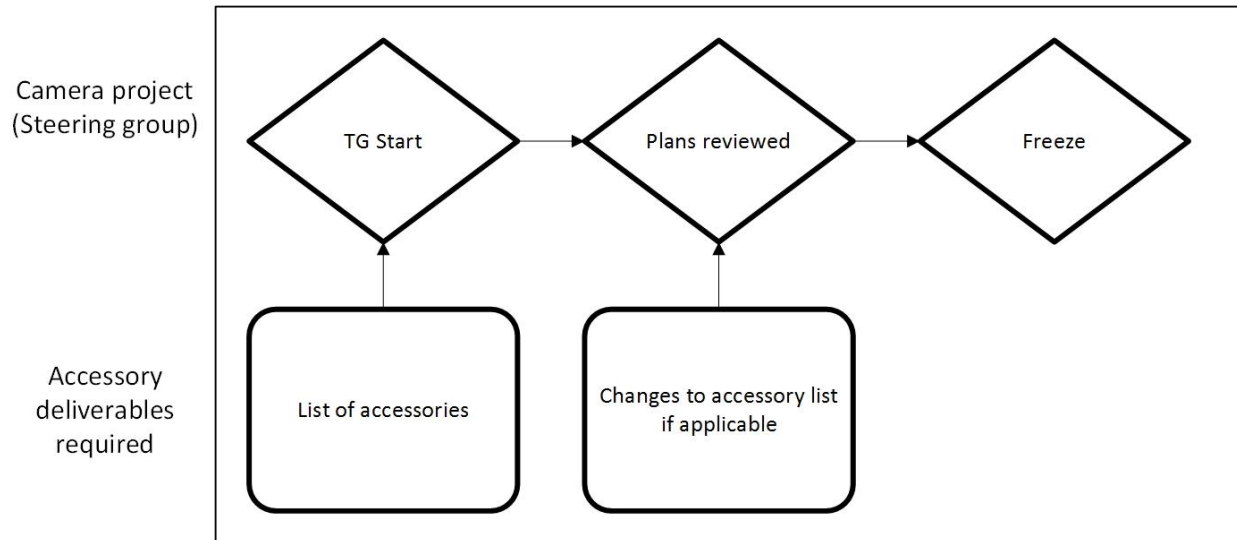 Camera project
(Steering group)
TG Start
Plans reviewed
Freeze
Accessory
deliverables
required
List of accessories
Changes to accessory list
if applicable